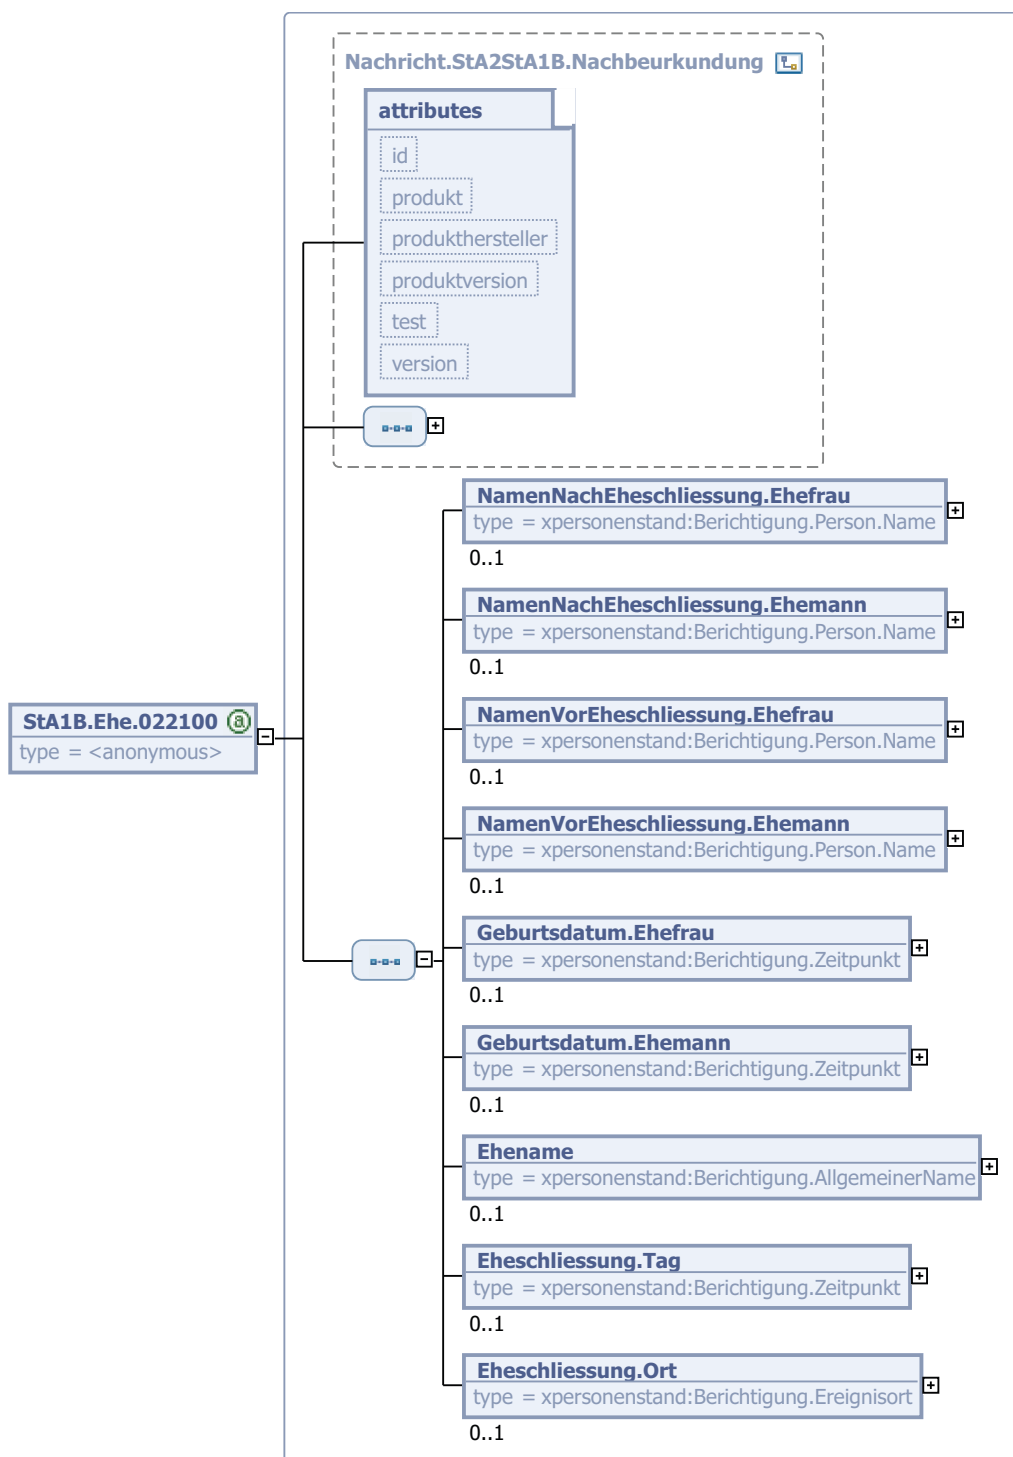 Nachricht.StA2StA1B.Nachbeurkundung
attributes
id
produkt
produkthersteller
produktversion
test
version
NamenNachEheschliessung.Ehefrau
type = xpersonenstand:Berichtigung.Person.Name
0..1
NamenNachEheschliessung.Ehemann
type = xpersonenstand:Berichtigung.Person.Name
0..1
StA1B.Ehe.022100 @
type = <anonymous>
NamenVorEheschliessung.Ehefrau
type = xpersonenstand:Berichtigung.Person.Name
0..1
NamenVorEheschliessung.Ehemann
type = xpersonenstand:Berichtigung.Person.Name
0..1
Geburtsdatum.Ehefrau
type = xpersonenstand:Berichtigung.Zeitpunkt
0..1
Geburtsdatum.Ehemann
type = xpersonenstand:Berichtigung.Zeitpunkt
0..1
Ehename
type = xpersonenstand:Berichtigung.AllgemeinerName
0..1
Eheschliessung.Tag
type = xpersonenstand:Berichtigung.Zeitpunkt
0..1
Eheschliessung.Ort
type = xpersonenstand:Berichtigung.Ereignisort
0..1